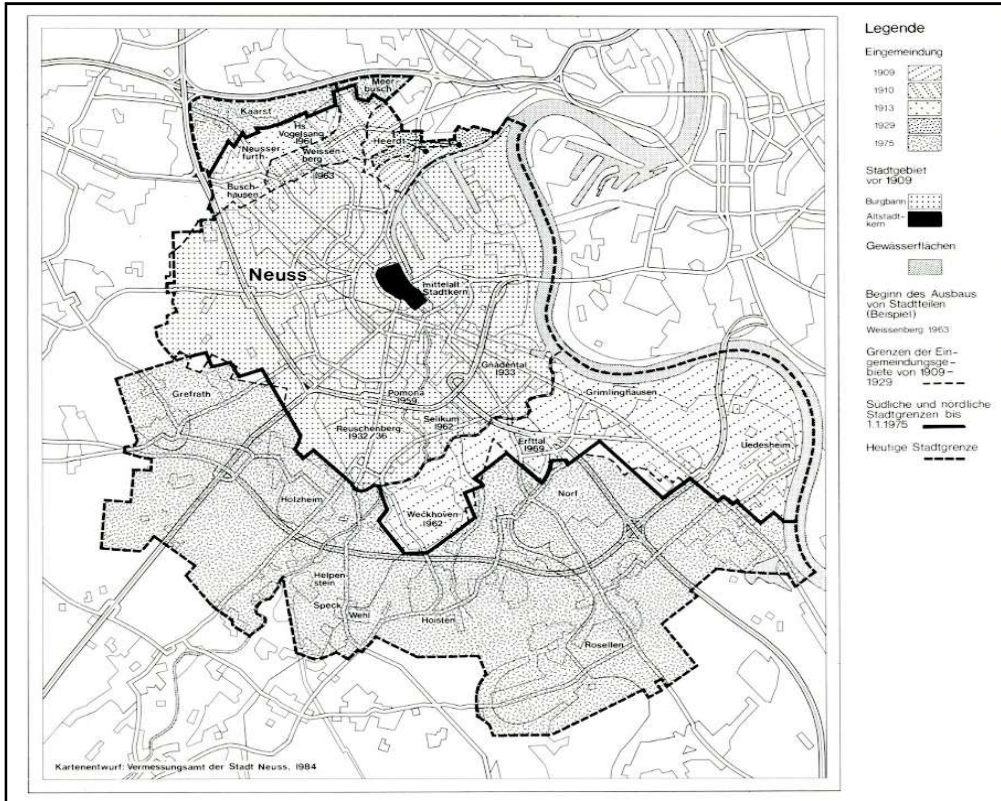 Meer-
busch
Kaarst
Hs.
Vogelsang
1961
Neusser-
furth
Weissen-
berg
1963
Heerdt
Busch-
hausen
Neuss
mittelalt.
Stadtkern
Gnadental
1933
Grefrath
Pomona
1959
Grimlinghausen
Reuschenberg
1932/36
Selikum
1962
Erfttal
1969
Uedesheim
Holzheim
Weckhoven
1962
Norf
Helpen-
stein
Speck
Wehl
Hoisten
Rosellen
Kartenentwurf: Vermessungsamt der Stadt Neuss, 1984
Legende
Eingemeindung
1909
1910
1913
1929
1975
Stadtgebiet
vor 1909
Burgbann
Altstadt-
kern
Gewässerflächen
Beginn des Ausbaus
von Stadtteilen
(Beispiel)
Weissenberg 1963
Grenzen der Ein-
gemeindungsge-
biete von 1909-
1929
Südliche und nördliche
Stadtgrenzen bis
1.1.1975
Heutige Stadtgrenze